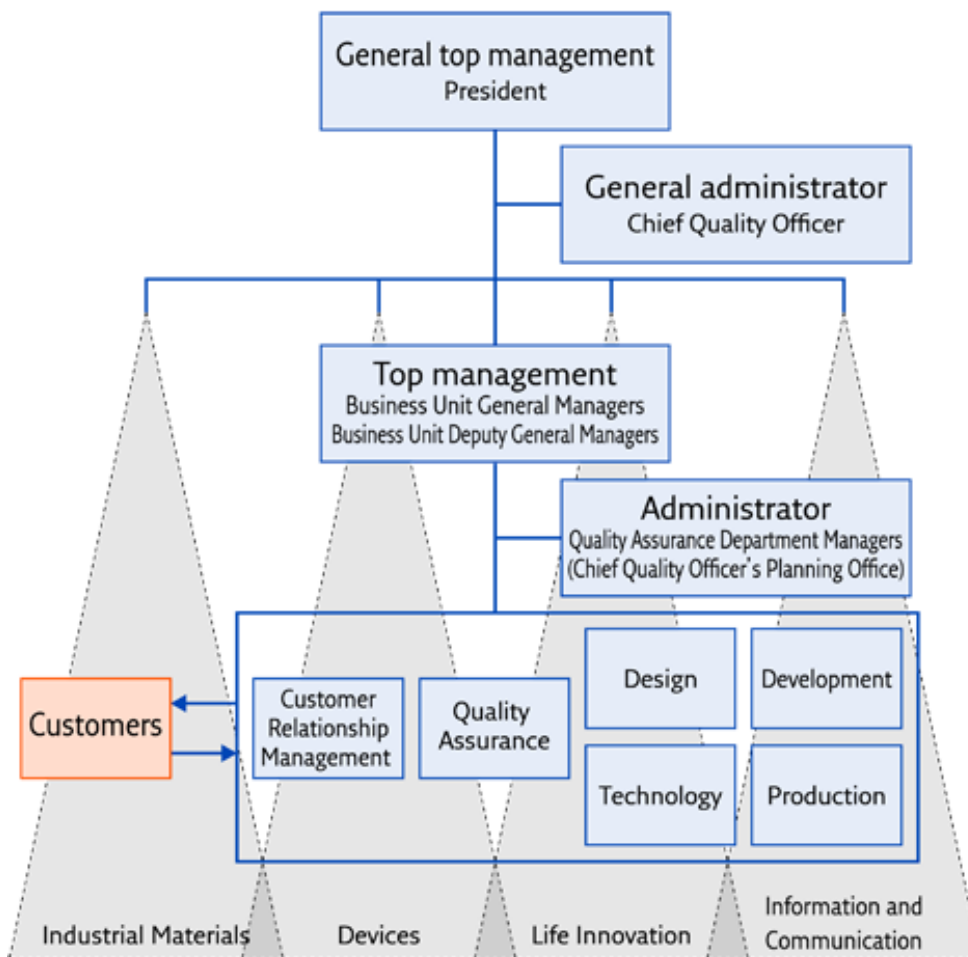 General top management
President
General administrator
Chief Quality Officer
Top management
Business Unit General Managers
Business Unit Deputy General Managers
Administrator
Quality Assurance Department Managers
(Chief Quality Officer's Planning Office)
Customers
Customer
Relationship
Management
Quality
Assurance
Design
Development
Technology
Production
Industrial Materials
Devices
Life Innovation
Information and
Communication